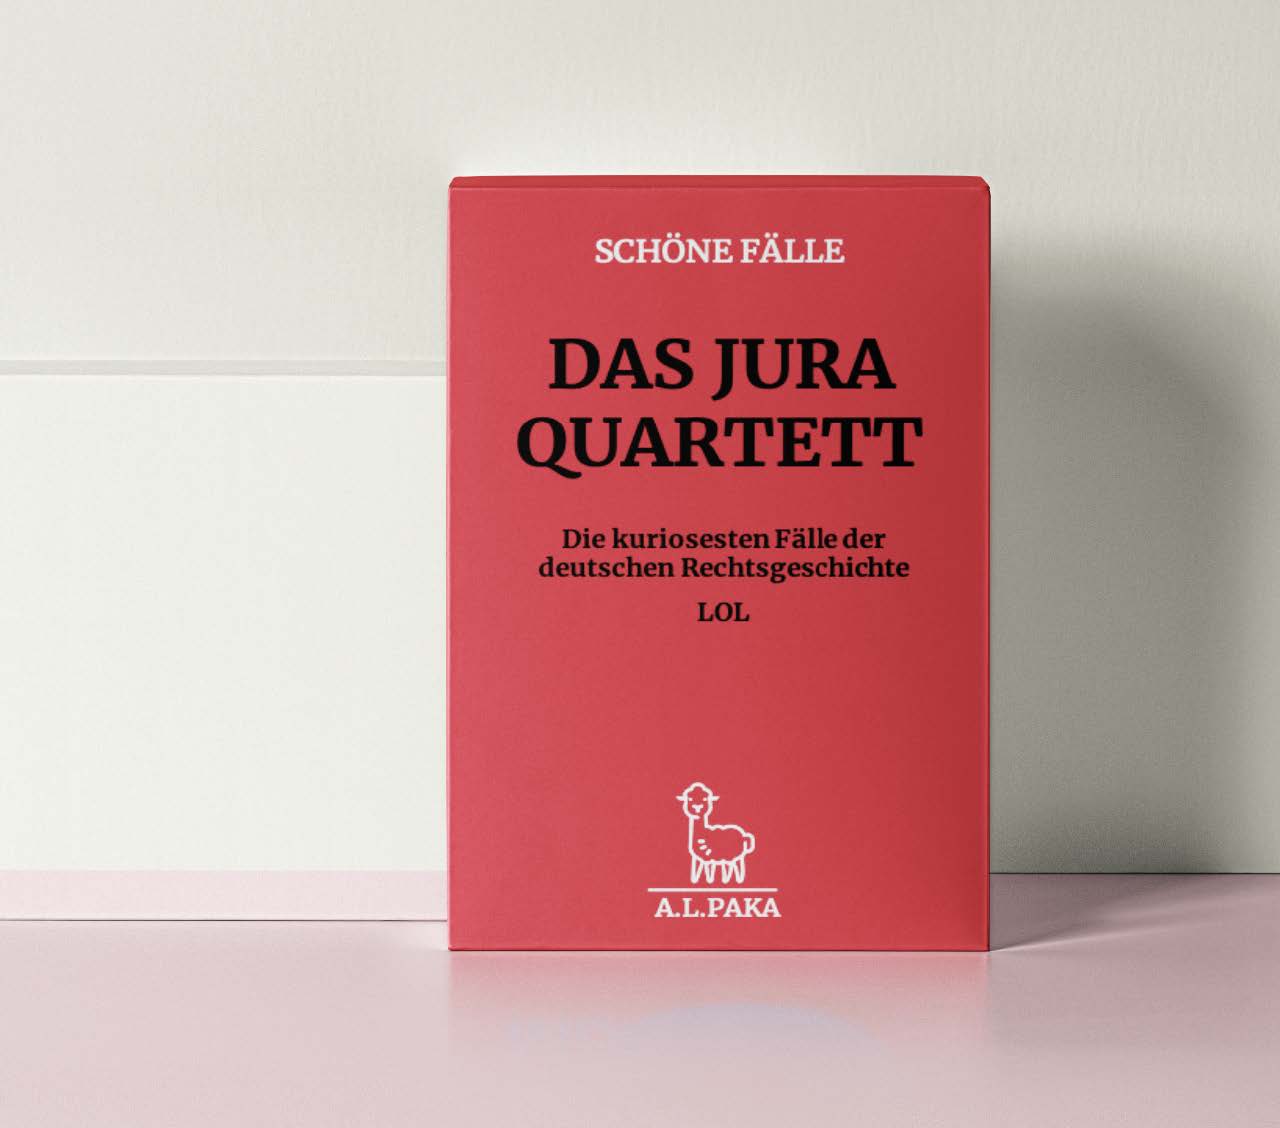 SCHÖNE FÄLLE
DAS JURA
QUARTETT
Die kuriosesten Fälle der
deutschen Rechtsgeschichte
LOL
A.L.PAKA